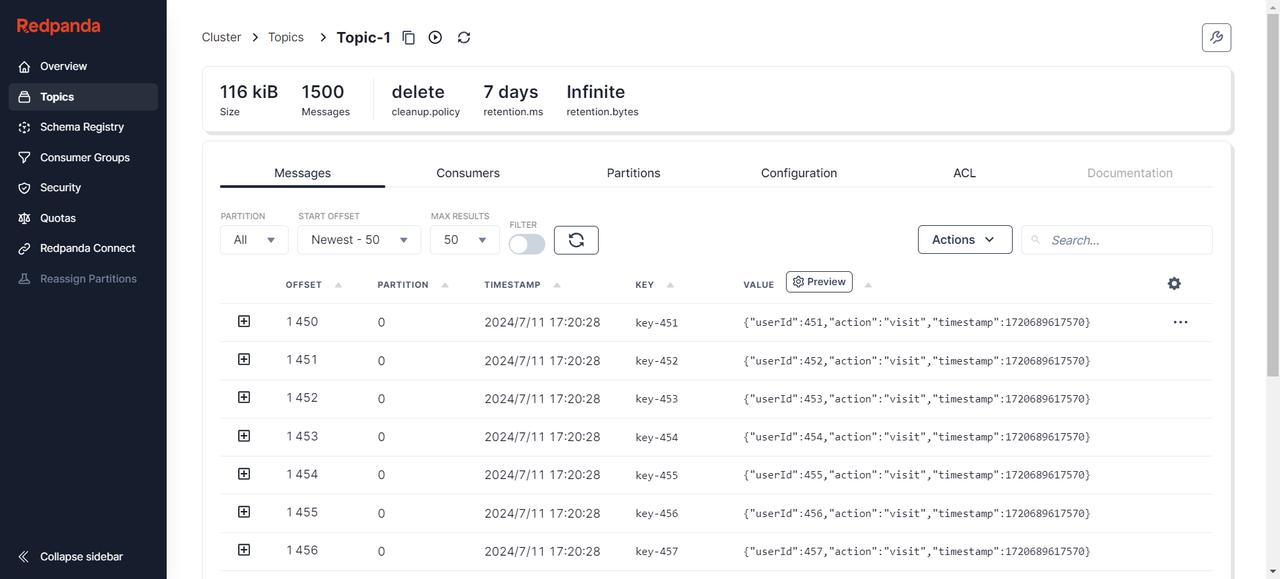 Redpanda
Overview
Topics
Schema Registry
Consumer Groups
Security
Quotas
Redpanda Connect
Reassign Partitions
Collapse sidebar
Cluster > Topics > Topic-1
116 kiB 1500 delete 7 days Infinite
Size Messages cleanup.policy retention.ms retention.bytes
Messages Consumers Partitions Configuration ACL Documentation
PARTITION START OFFSET MAX RESULTS FILTER
All Newest - 50 50 Actions Search...
OFFSET PARTITION TIMESTAMP KEY VALUE Preview
1 450 0 2024/7/11 17:20:28 key-451 {"userId":451,"action":"visit","timestamp":1720689617570} ...
1 451 0 2024/7/11 17:20:28 key-452 {"userId":452,"action":"visit","timestamp":1720689617570}
1 452 0 2024/7/11 17:20:28 key-453 {"userId":453,"action":"visit","timestamp":1720689617570}
1 453 0 2024/7/11 17:20:28 key-454 {"userId":454,"action":"visit","timestamp":1720689617570}
1 454 0 2024/7/11 17:20:28 key-455 {"userId":455,"action":"visit","timestamp":1720689617570}
1 455 0 2024/7/11 17:20:28 key-456 {"userId":456,"action":"visit","timestamp":1720689617570}
1 456 0 2024/7/11 17:20:28 key-457 {"userId":457,"action":"visit","timestamp":1720689617570}